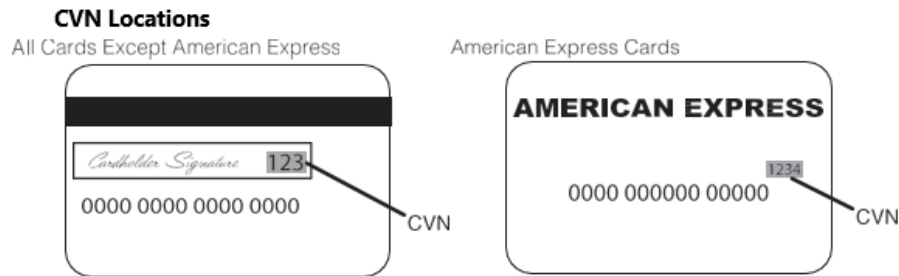 CVN Locations
All Cards Except American Express
Cardholder Signature 123
0000 0000 0000 0000
CVN
American Express Cards
AMERICAN EXPRESS
1234
0000 000000 00000
CVN